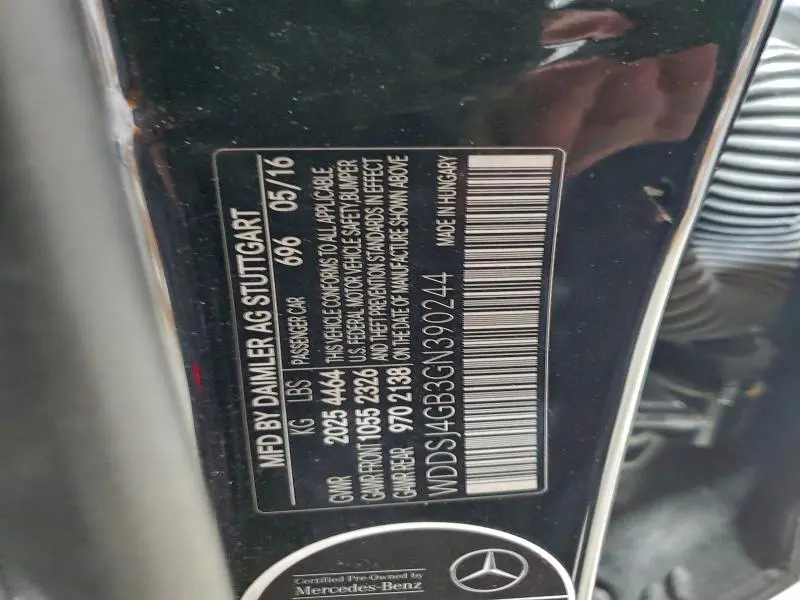 MFD BY DAIMLER AG STUTTGART
KG LBS PASSENGER CAR 696 05/16
GVWR 2025 4464 THIS VEHICLE CONFORMS TO ALL APPLICABLE
GAWR FRONT 1055 2326 U.S. FEDERAL MOTOR VEHICLE SAFETY,BUMPER
GAWR REAR 970 2138 AND THEFT PREVENTION STANDARDS IN EFFECT
ON THE DATE OF MANUFACTURE SHOWN ABOVE
WDDSJ4GB3GN390244 MADE IN HUNGARY
Certified Pre-Owned by
Mercedes-Benz